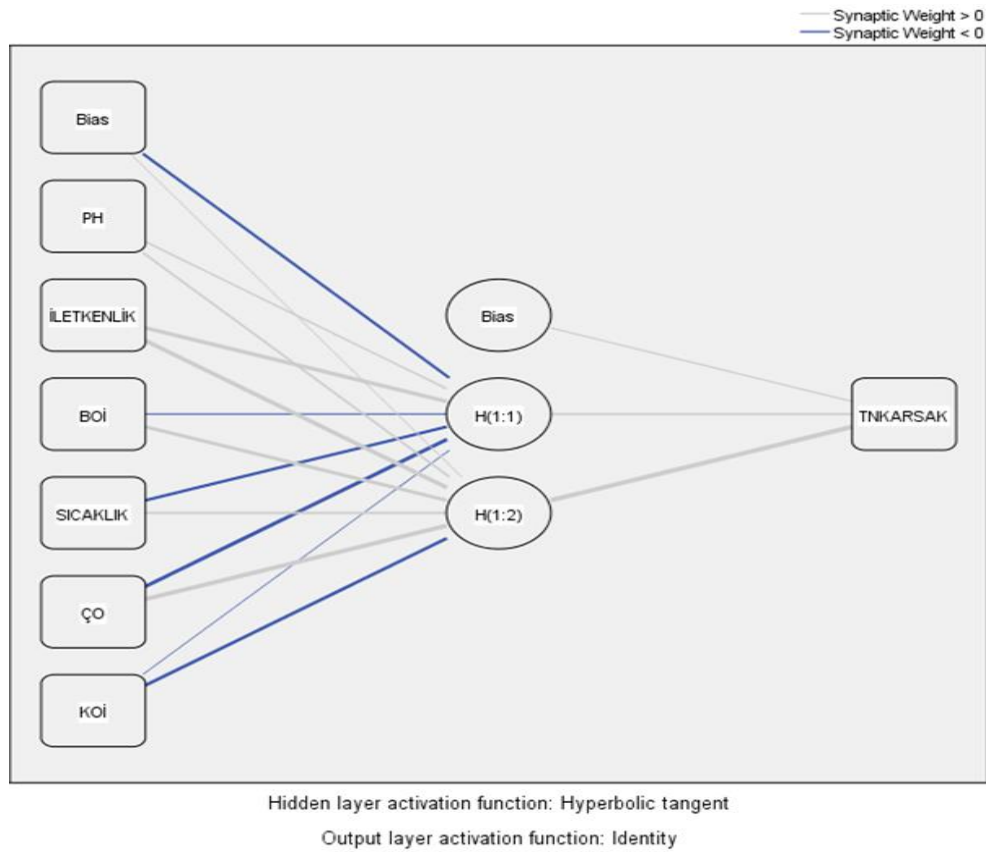 Synaptic Weight > 0
Synaptic Weight < 0
Bias
PH
İLETKENLİK
BOİ
SICAKLIK
ÇO
KOİ
Bias
H(1:1)
H(1:2)
TNKARSAK
Hidden layer activation function: Hyperbolic tangent
Output layer activation function: Identity